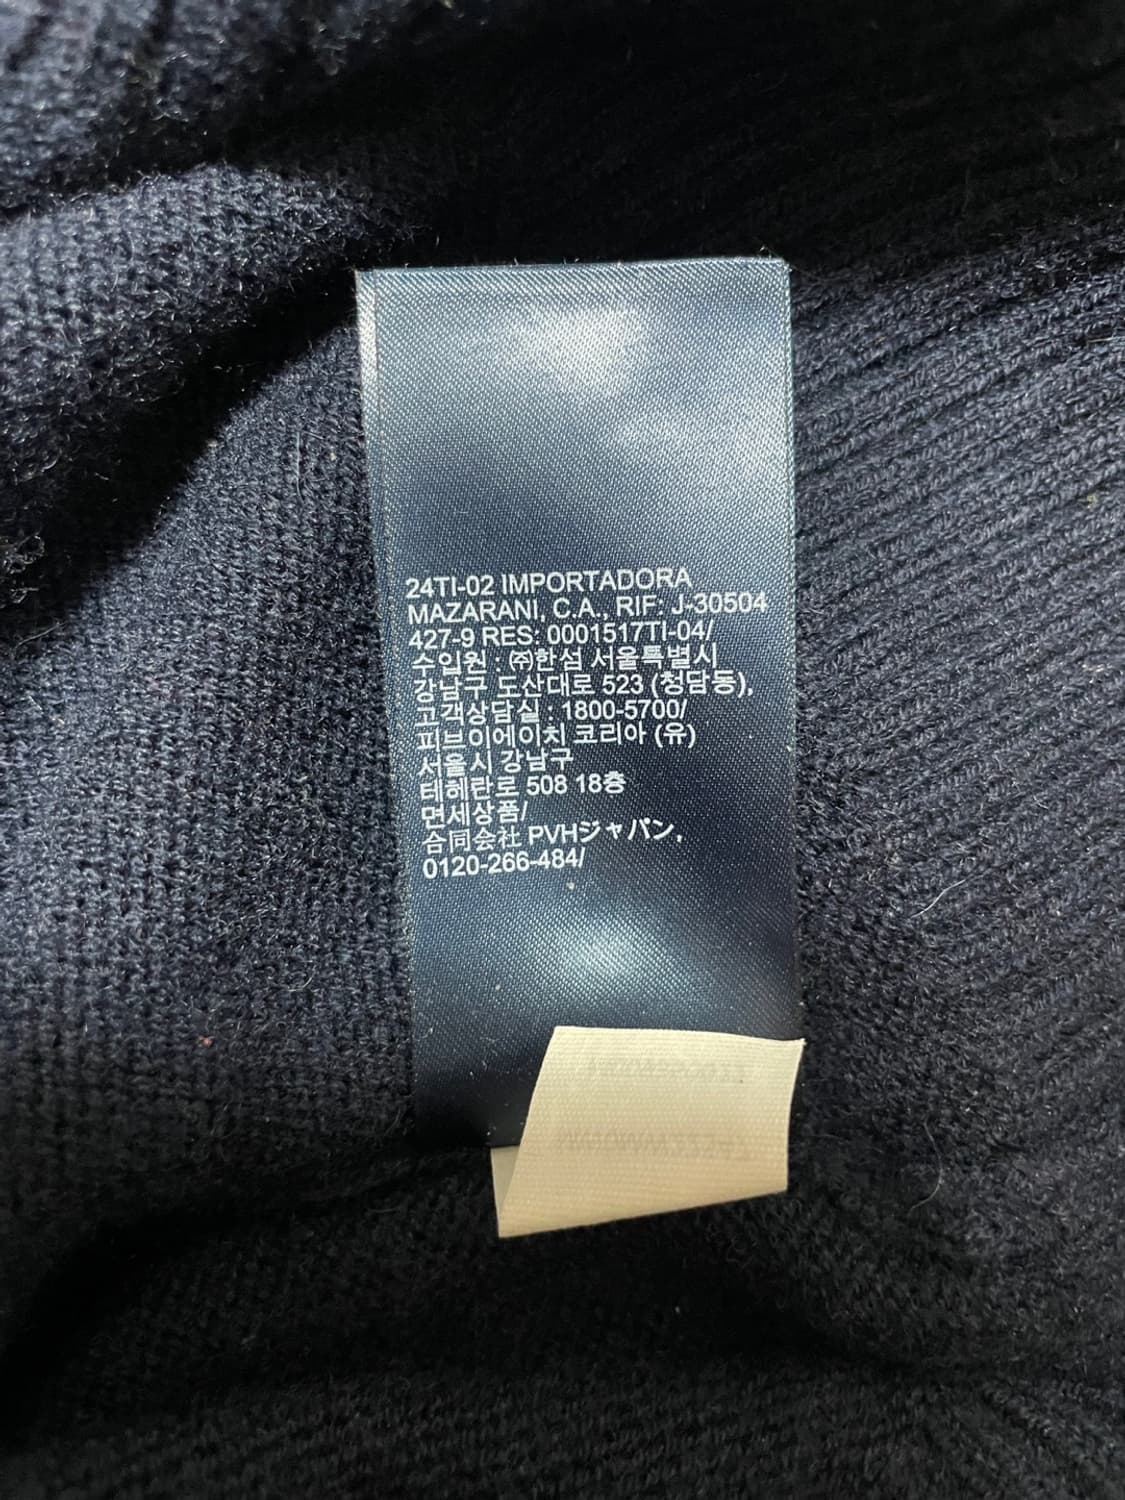 24TI-02 IMPORTADORA
MAZARANI, C.A., RIF: J-30504
427-9 RES: 0001517TI-04/
수입원 : ㈜한섬 서울특별시
강남구 도산대로 523 (청담동),
고객상담실 : 1800-5700/
피브이에이치 코리아 (유)
서울시 강남구
테헤란로 508 18층
면세상품/
合同会社 PVHジャパン,
0120-266-484/